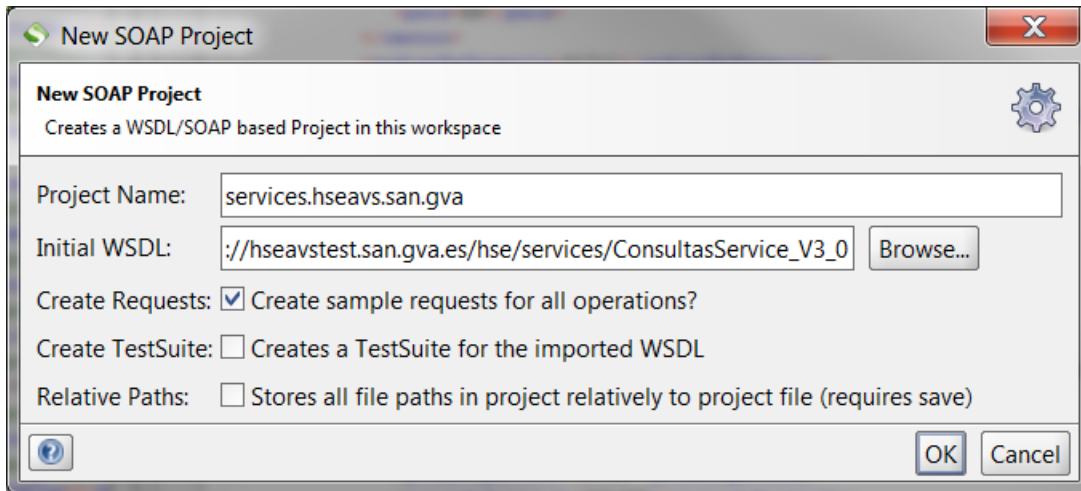 New SOAP Project
X
New SOAP Project
Creates a WSDL/SOAP based Project in this workspace
Project Name: services.hseavs.san.gva
Initial WSDL: ://hseavstest.san.gva.es/hse/services/ConsultasService_V3_0 Browse...
Create Requests: Create sample requests for all operations?
Create TestSuite: Creates a TestSuite for the imported WSDL
Relative Paths: Stores all file paths in project relatively to project file (requires save)
? OK Cancel